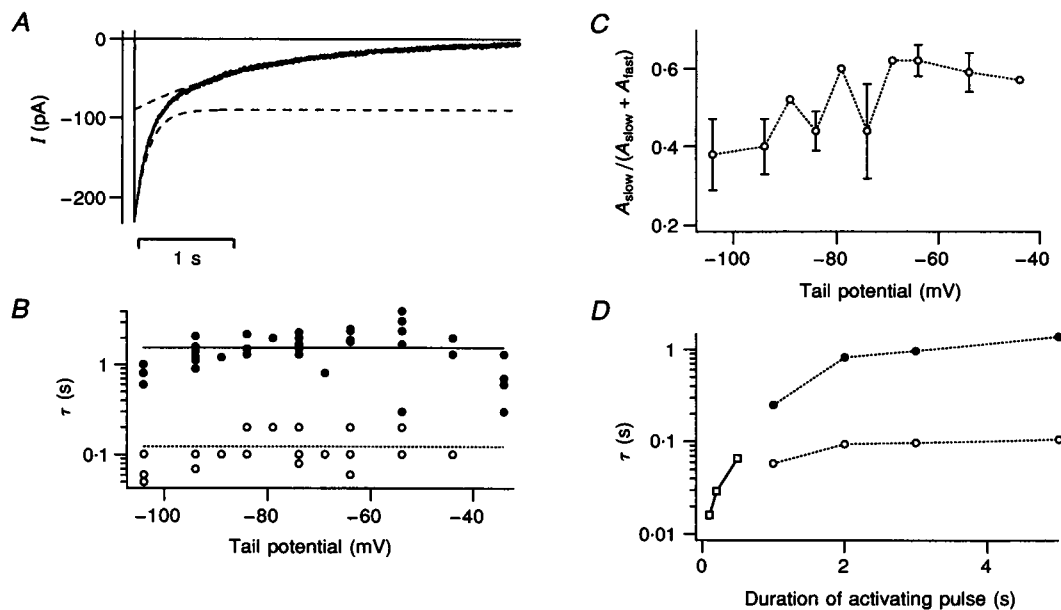 A
0
−100
−200
I (pA)
1 s
B
1
0·1
τ (s)
−100
−80
−60
−40
Tail potential (mV)
C
0·6
0·4
0·2
A_slow/(A_slow + A_fast)
−100
−80
−60
−40
Tail potential (mV)
D
1
0·1
0·01
τ (s)
0
2
4
Duration of activating pulse (s)